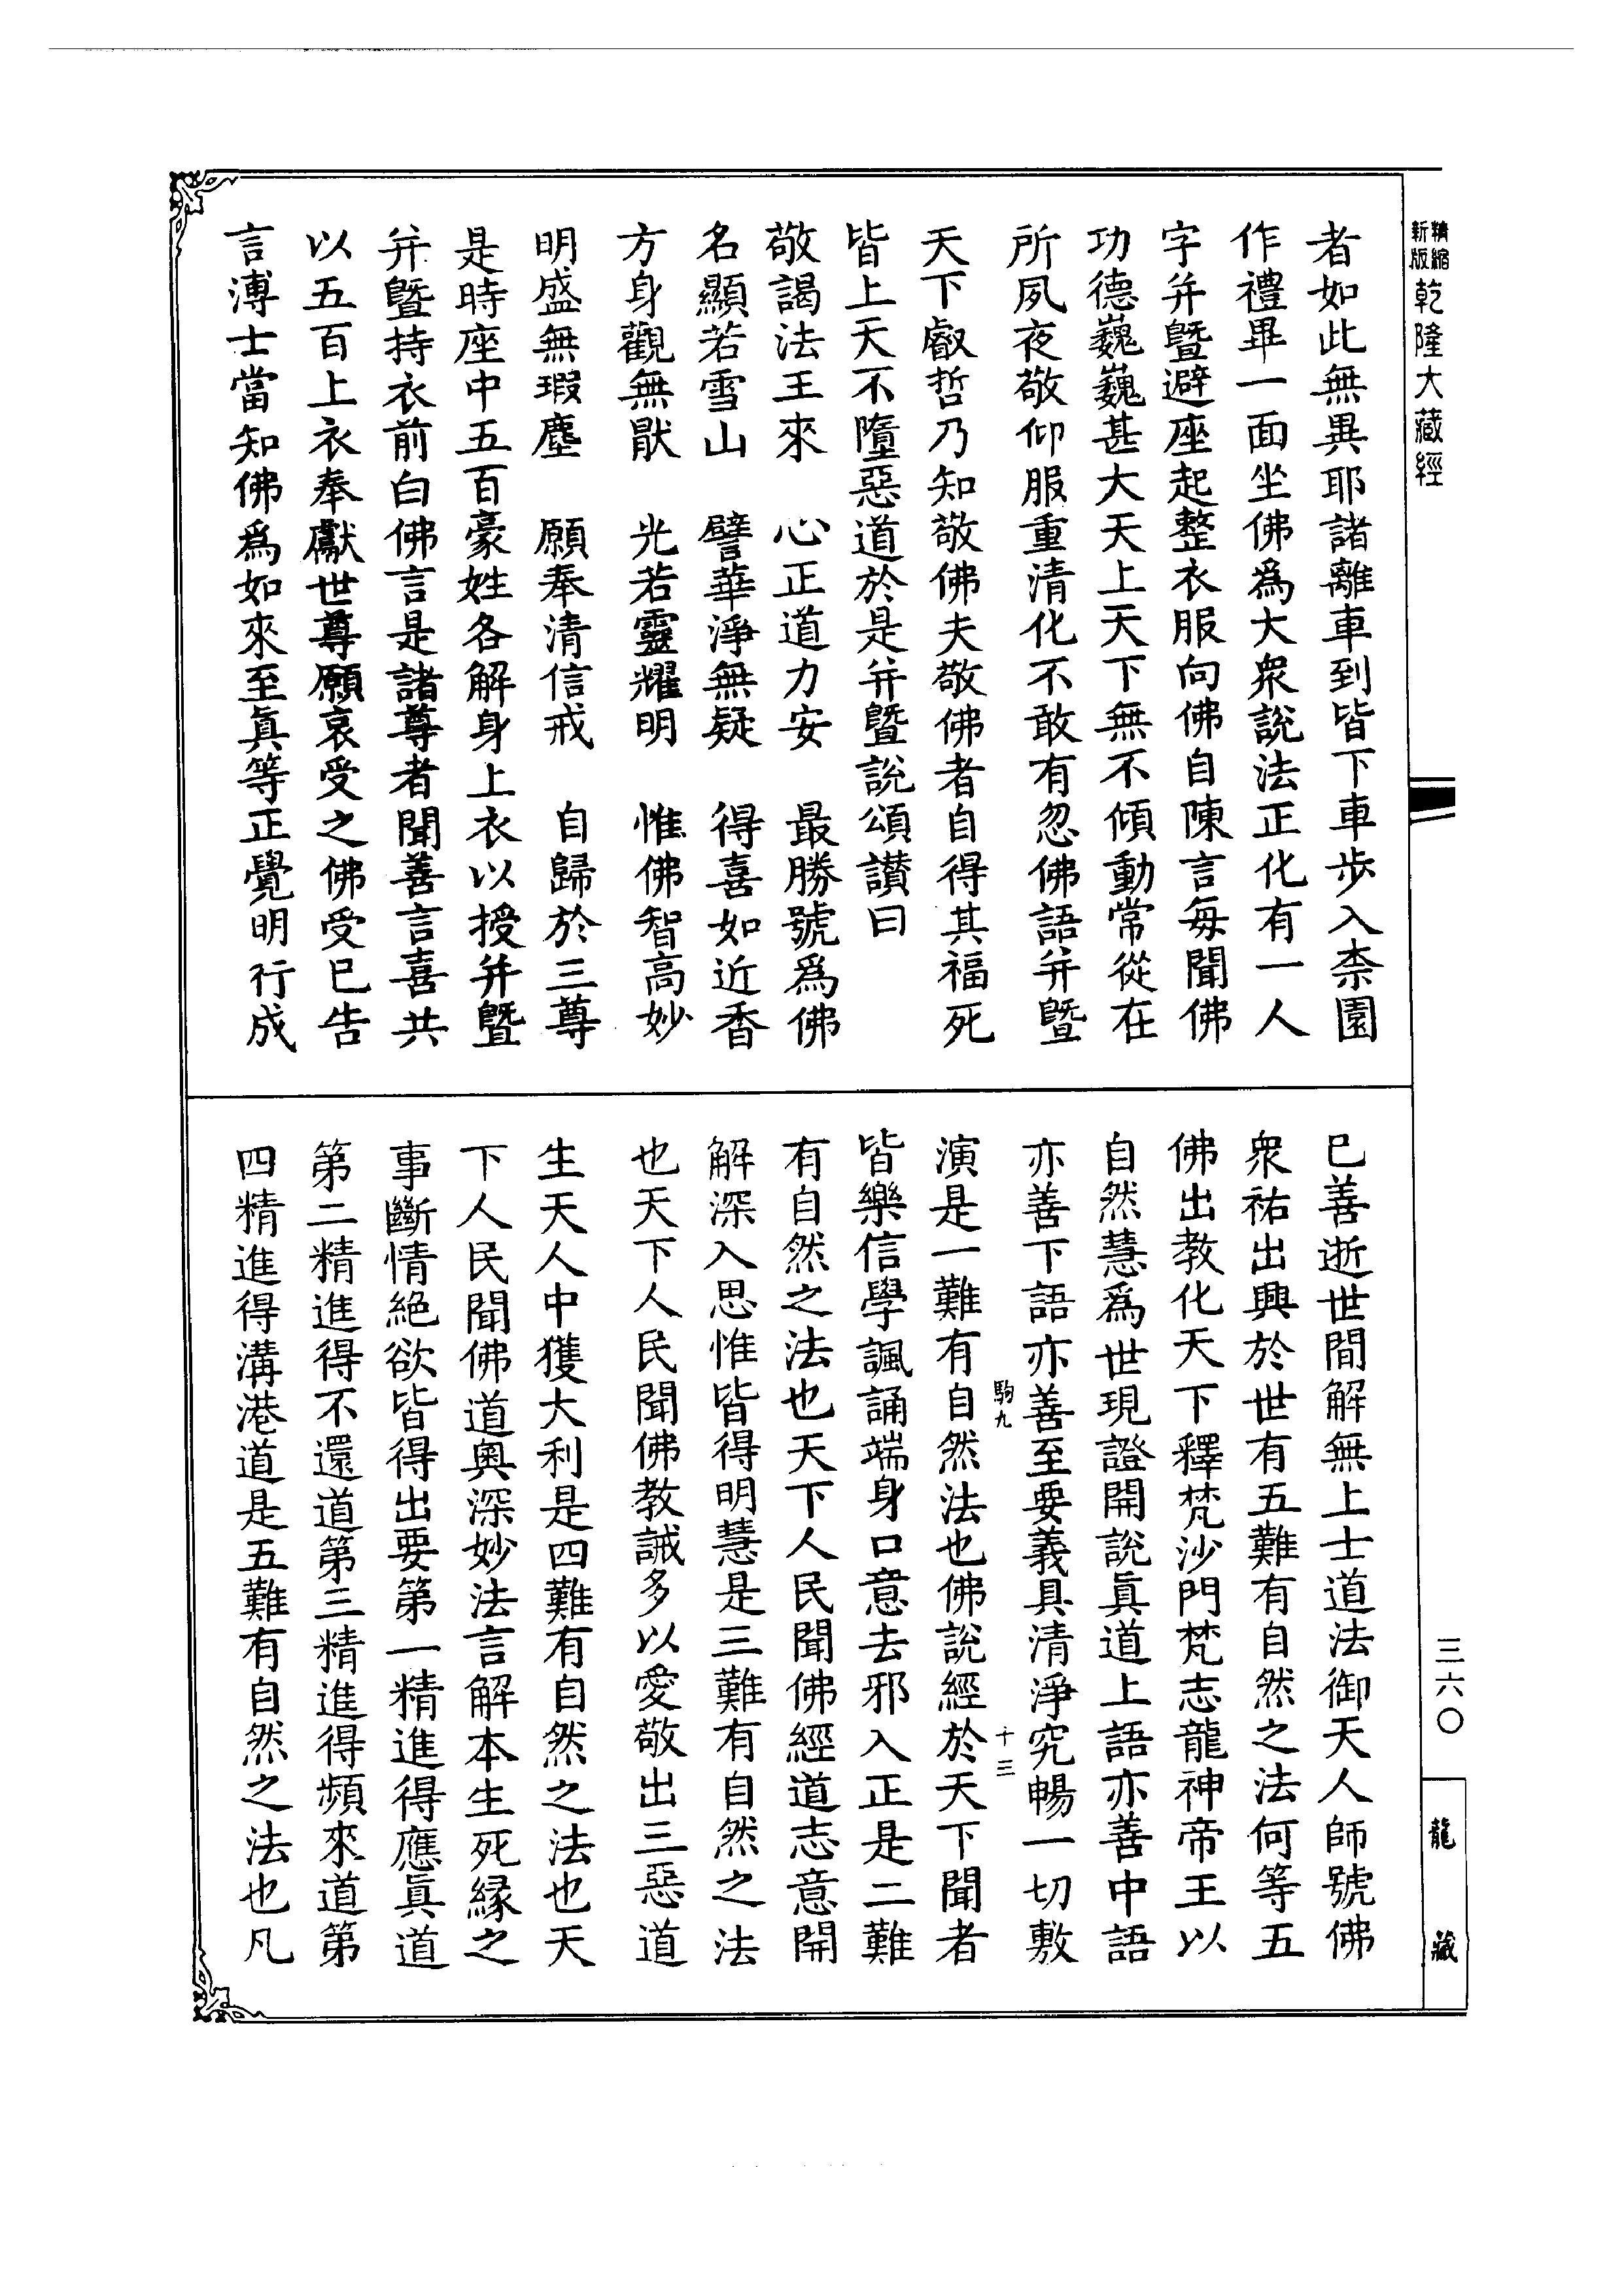 精縮新版乾隆大藏經
者如此無異耶諸離車到皆下車步入柰園
作禮畢一面坐佛爲大衆說法正化有一人
字并曁避座起整衣服向佛自陳言每聞佛
功德巍巍甚大天上天下無不傾動常從在
所夙夜敬仰服重清化不敢有忽佛語并曁
天下叡哲乃知敬佛夫敬佛者自得其福死
皆上天不墮惡道於是并曁說頌讃曰
敬謁法王來　心正道力安　最勝號爲佛
名顯若雪山　譬華淨無疑　得喜如近香
方身觀無猒　光若靈耀明　惟佛智高妙
明盛無瑕塵　願奉清信戒　自歸於三尊
是時座中五百豪姓各解身上衣以授并曁
并曁持衣前白佛言是諸尊者聞善言喜共
以五百上衣奉獻世尊願哀受之佛受已告
言溥士當知佛爲如來至眞等正覺明行成
已善逝世間解無上士道法御天人師號佛
衆祐出興於世有五難有自然之法何等五
佛出教化天下釋梵沙門梵志龍神帝王以
自然慧爲世現證開說眞道上語亦善中語
亦善下語亦善至要義具清淨究暢一切敷
駒九　十三
演是一難有自然法也佛說經於天下聞者
皆樂信學諷誦端身口意去邪入正是二難
有自然之法也天下人民聞佛經道志意開
解深入思惟皆得明慧是三難有自然之法
也天下人民聞佛教誡多以愛敬出三惡道
生天人中獲大利是四難有自然之法也天
下人民聞佛道奧深妙法言解本生死緣之
事斷情絕欲皆得出要第一精進得應眞道
第二精進得不還道第三精進得頻來道第
四精進得溝港道是五難有自然之法也凡
三六〇
龍藏